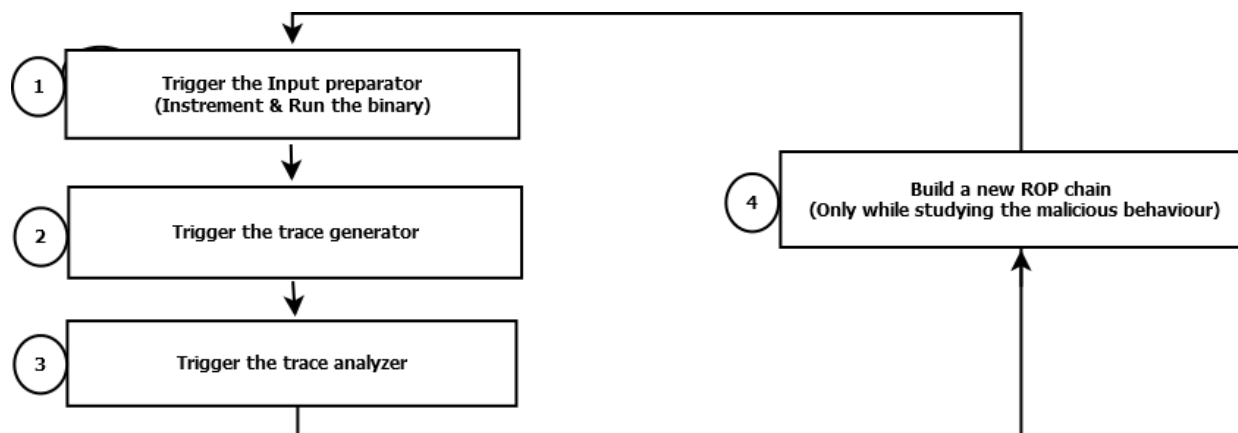 1
Trigger the Input preparator
(Instrement & Run the binary)
2
Trigger the trace generator
3
Trigger the trace analyzer
4
Build a new ROP chain
(Only while studying the malicious behaviour)